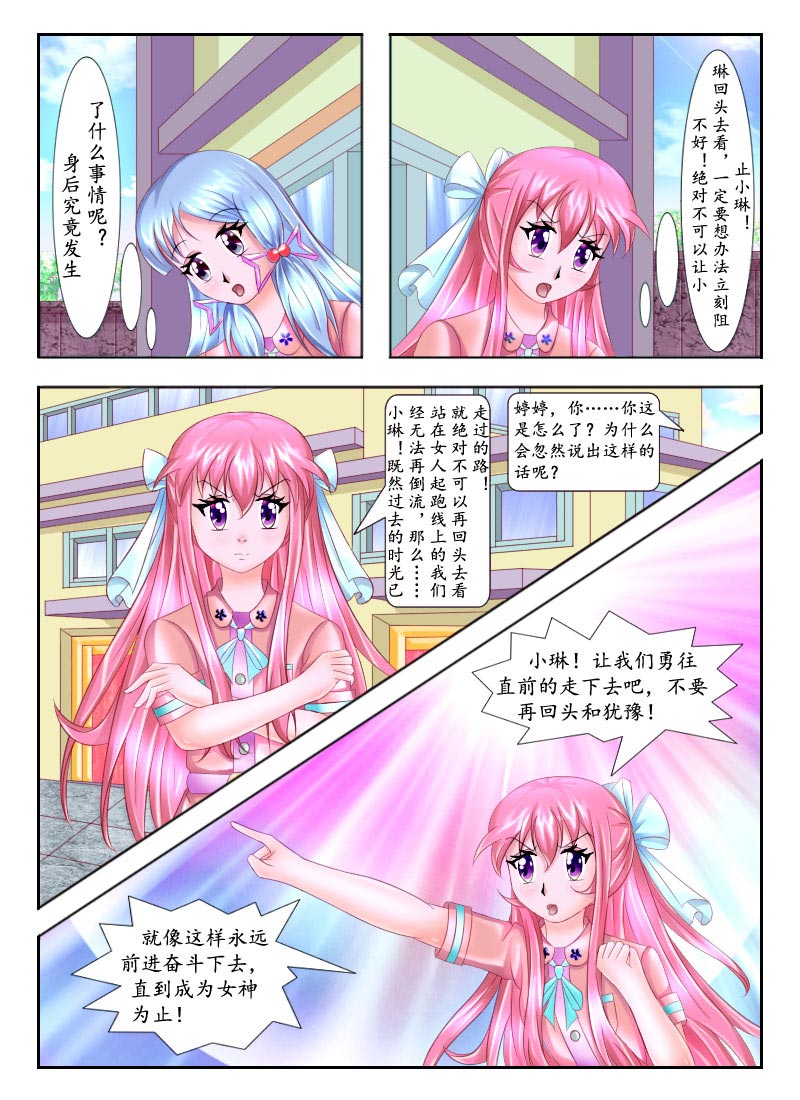 身后究竟发生
了什么事情呢？
不好！绝对不可以让小
琳回头去看，一定要想办法立刻阻
止小琳！
小琳！既然过去的时光已
经无法再倒流，那么……
站在女人起跑线上的我们
就绝对不可以再回头去看
走过的路！
婷婷，你……你这
是怎么了？为什么
会忽然说出这样的
话呢？
小琳！让我们勇往
直前的走下去吧，不要
再回头和犹豫！
就像这样永远
前进奋斗下去，
直到成为女神
为止！